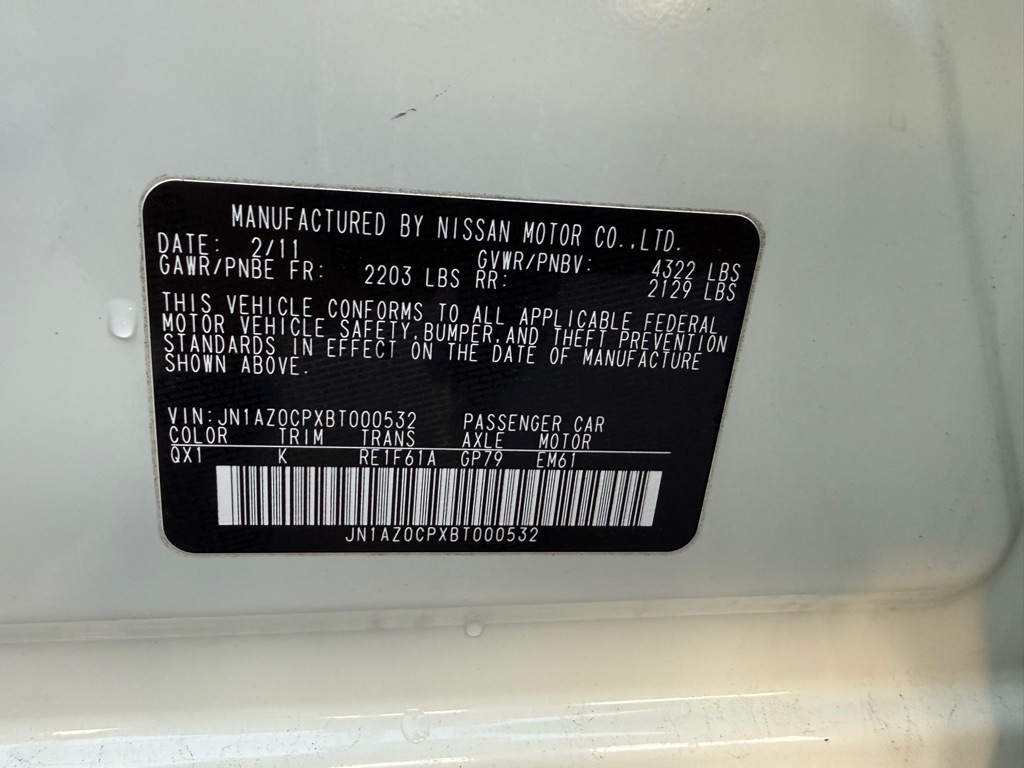 MANUFACTURED BY NISSAN MOTOR CO.,LTD.
DATE: 2/11 GVWR/PNBV: 4322 LBS
GAWR/PNBE FR: 2203 LBS RR: 2129 LBS
THIS VEHICLE CONFORMS TO ALL APPLICABLE FEDERAL
MOTOR VEHICLE SAFETY,BUMPER,AND THEFT PREVENTION
STANDARDS IN EFFECT ON THE DATE OF MANUFACTURE
SHOWN ABOVE.
VIN:JN1AZ0CPXBT000532 PASSENGER CAR
COLOR TRIM TRANS AXLE MOTOR
QX1 K RE1F61A GP79 EM61
JN1AZ0CPXBT000532